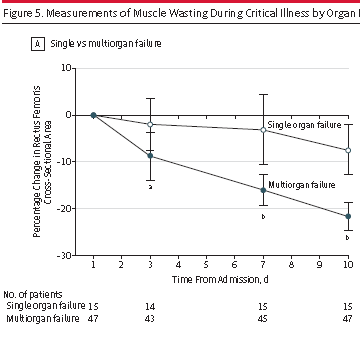 Figure 5. Measurements of Muscle Wasting During Critical Illness by Organ
A Single vs multiorgan failure
10
0
-10
-20
-30
Percentage Change in Rectus Femoris
Cross-Sectional Area
Single organ failure
Multiorgan failure
a
b
b
1 2 3 4 5 6 7 8 9 10
Time From Admission, d
No. of patients
Single organ failure 15 14 15 15
Multiorgan failure 47 43 45 47